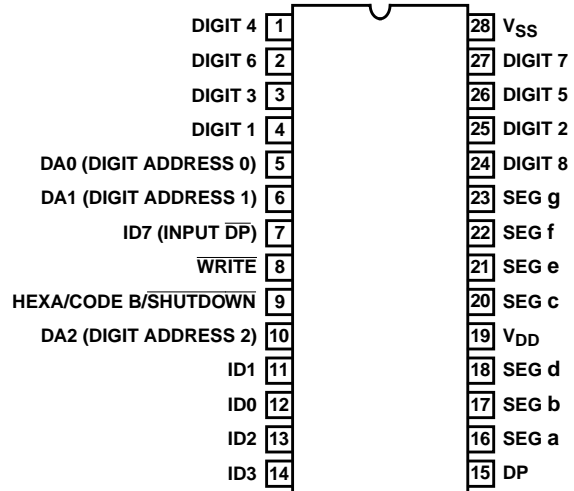 DIGIT 4 1 28 VSS
DIGIT 6 2 27 DIGIT 7
DIGIT 3 3 26 DIGIT 5
DIGIT 1 4 25 DIGIT 2
DA0 (DIGIT ADDRESS 0) 5 24 DIGIT 8
DA1 (DIGIT ADDRESS 1) 6 23 SEG g
ID7 (INPUT D̅P̅) 7 22 SEG f
W̅R̅I̅T̅E̅ 8 21 SEG e
HEXA/CODE B/S̅H̅U̅T̅D̅O̅W̅N̅ 9 20 SEG c
DA2 (DIGIT ADDRESS 2) 10 19 VDD
ID1 11 18 SEG d
ID0 12 17 SEG b
ID2 13 16 SEG a
ID3 14 15 DP